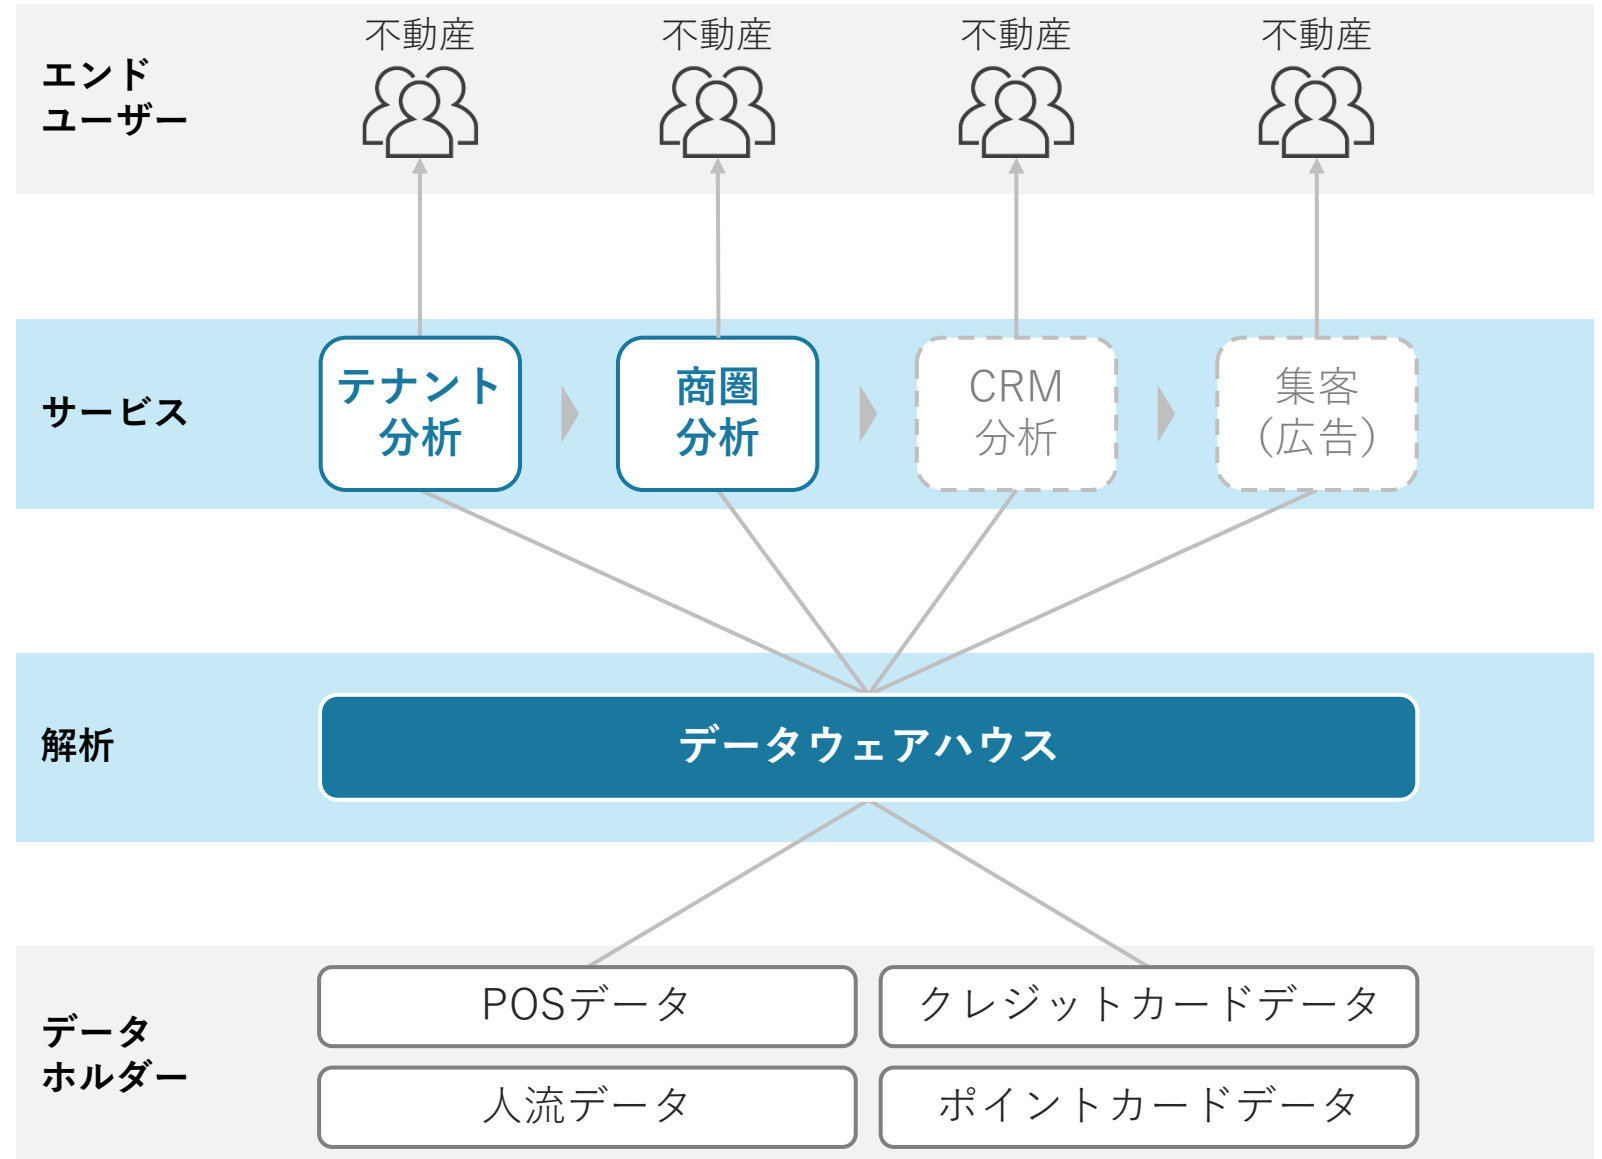 エンド
ユーザー
不動産
不動産
不動産
不動産
サービス
テナント
分析
商圏
分析
CRM
分析
集客
（広告）
解析
データウェアハウス
データ
ホルダー
POSデータ
クレジットカードデータ
人流データ
ポイントカードデータ